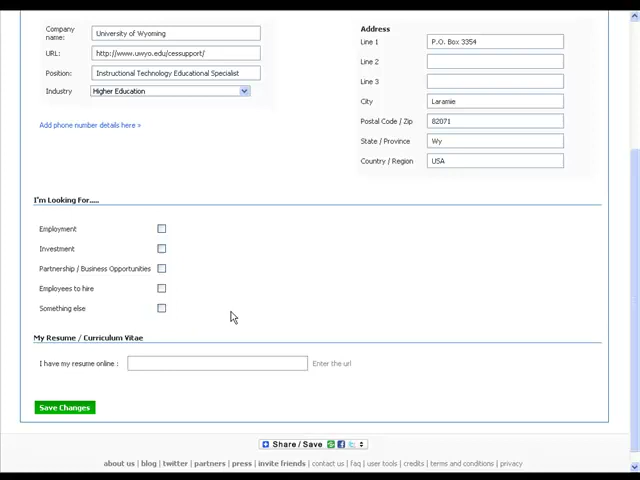 Company name: University of Wyoming
URL: http://www.uwyo.edu/cessupport/
Position: Instructional Technology Educational Specialist
Industry Higher Education
Add phone number details here »
Address
Line 1 P.O. Box 3354
Line 2
Line 3
City Laramie
Postal Code / Zip 82071
State / Province Wy
Country / Region USA
I'm Looking For.....
Employment
Investment
Partnership / Business Opportunities
Employees to hire
Something else
My Resume / Curriculum Vitae
I have my resume online : Enter the url
Save Changes
Share / Save
about us | blog | twitter | partners | press | invite friends | contact us | faq | user tools | credits | terms and conditions | privacy